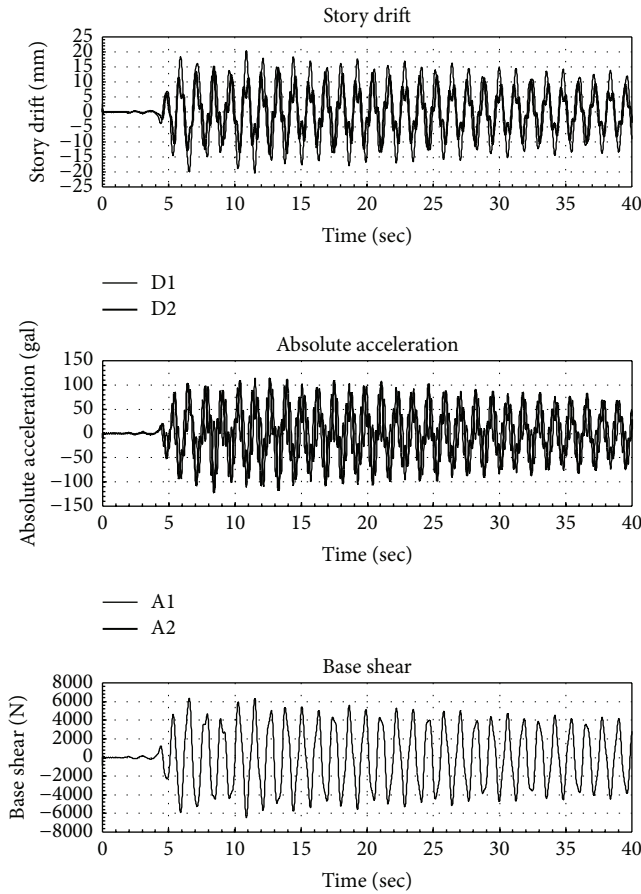 Story drift
Story drift (mm)
25
20
15
10
5
0
−5
−10
−15
−20
−25
0 5 10 15 20 25 30 35 40
Time (sec)
D1
D2
Absolute acceleration
Absolute acceleration (gal)
150
100
50
0
−50
−100
−150
0 5 10 15 20 25 30 35 40
Time (sec)
A1
A2
Base shear
Base shear (N)
8000
6000
4000
2000
0
−2000
−4000
−6000
−8000
0 5 10 15 20 25 30 35 40
Time (sec)